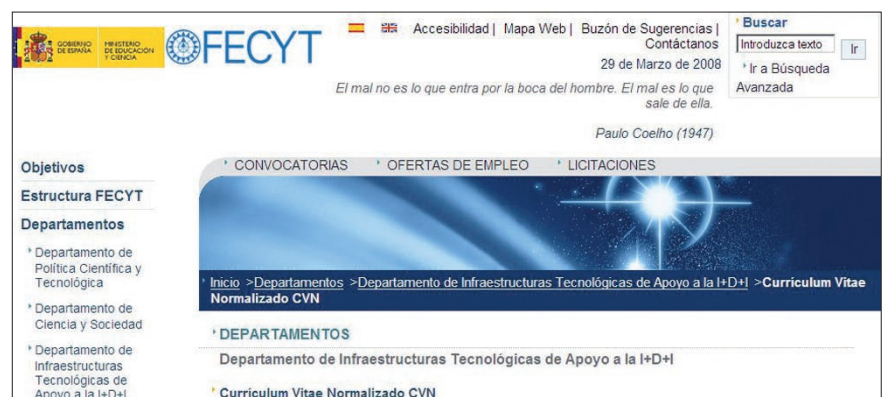 GOBIERNO
DE ESPAÑA
MINISTERIO
DE EDUCACIÓN
Y CIENCIA
FECYT
Accesibilidad | Mapa Web | Buzón de Sugerencias |
Contáctanos
29 de Marzo de 2008
El mal no es lo que entra por la boca del hombre. El mal es lo que
sale de ella.
Paulo Coelho (1947)
Buscar
Introduzca texto
Ir
Ir a Búsqueda
Avanzada
Objetivos
Estructura FECYT
Departamentos
Departamento de
Política Científica y
Tecnológica
Departamento de
Ciencia y Sociedad
Departamento de
Infraestructuras
Tecnológicas de
Apoyo a la I+D+I
CONVOCATORIAS
OFERTAS DE EMPLEO
LICITACIONES
Inicio >Departamentos >Departamento de Infraestructuras Tecnológicas de Apoyo a la I+D+I >Curriculum Vitae
Normalizado CVN
DEPARTAMENTOS
Departamento de Infraestructuras Tecnológicas de Apoyo a la I+D+I
Curriculum Vitae Normalizado CVN